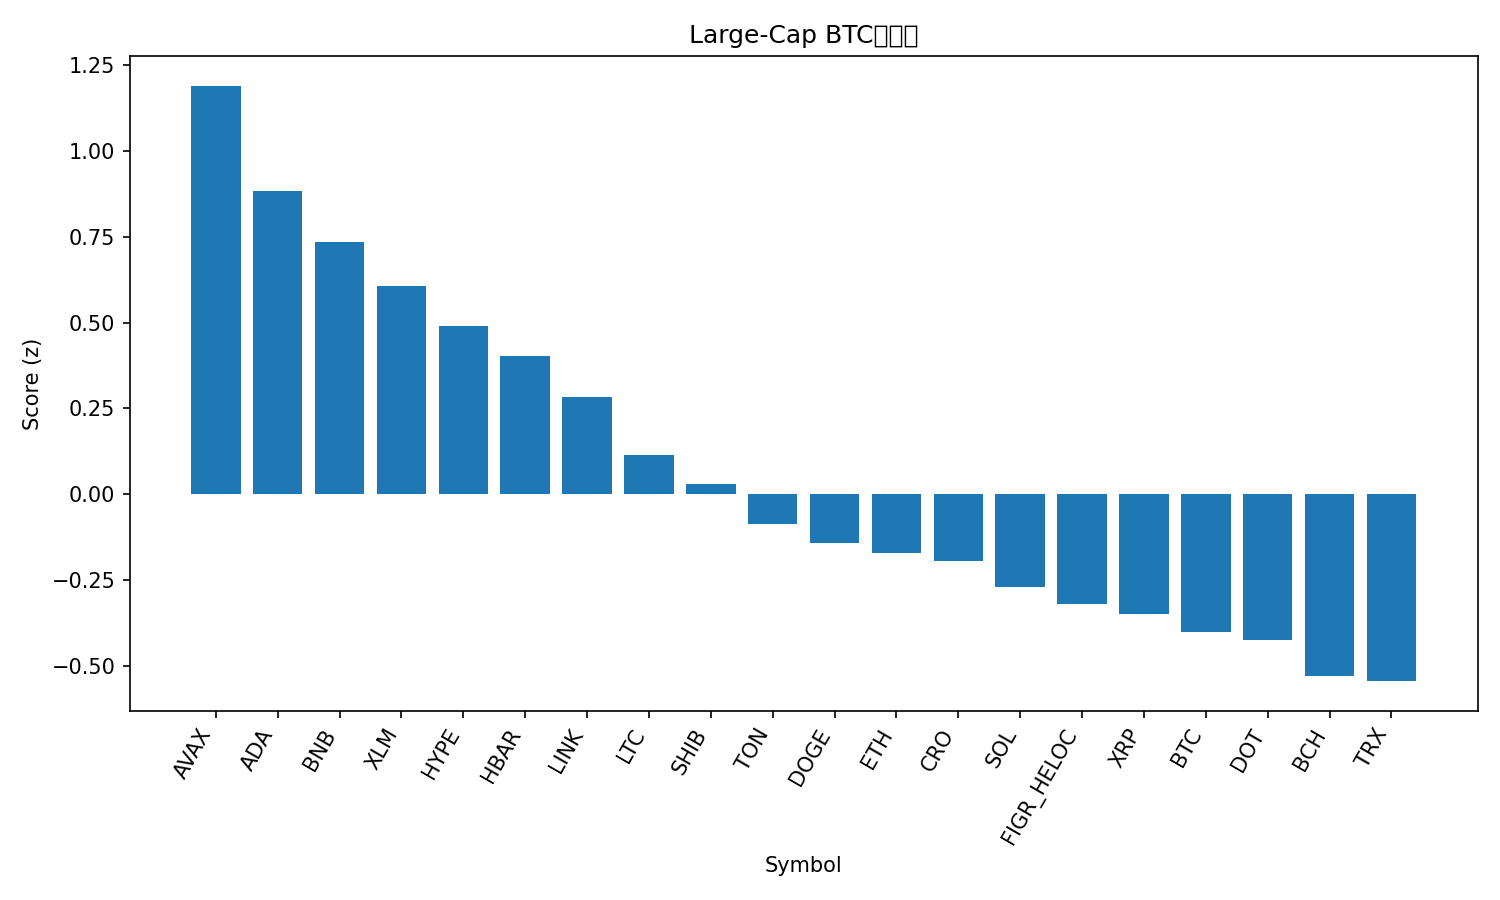 Large-Cap BTC
1.25
1.00
0.75
0.50
0.25
0.00
−0.25
−0.50
Score (z)
AVAX
ADA
BNB
XLM
HYPE
HBAR
LINK
LTC
SHIB
TON
DOGE
ETH
CRO
SOL
FIGR_HELOC
XRP
BTC
DOT
BCH
TRX
Symbol